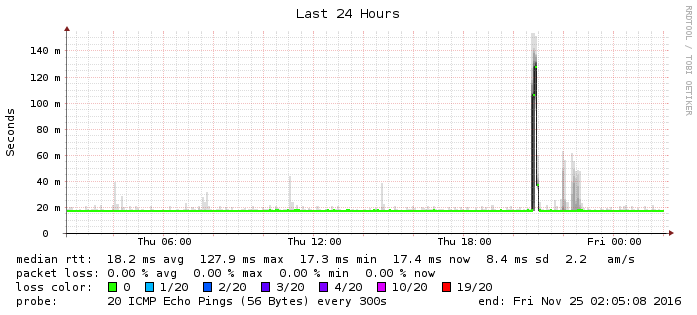 Last 24 Hours
RRDTOOL / TOBI OETIKER
Seconds
140 m
120 m
100 m
80 m
60 m
40 m
20 m
0
Thu 06:00 Thu 12:00 Thu 18:00 Fri 00:00
median rtt: 18.2 ms avg 127.9 ms max 17.3 ms min 17.4 ms now 8.4 ms sd 2.2 am/s
packet loss: 0.00 % avg 0.00 % max 0.00 % min 0.00 % now
loss color: 0 1/20 2/20 3/20 4/20 10/20 19/20
probe: 20 ICMP Echo Pings (56 Bytes) every 300s end: Fri Nov 25 02:05:08 2016